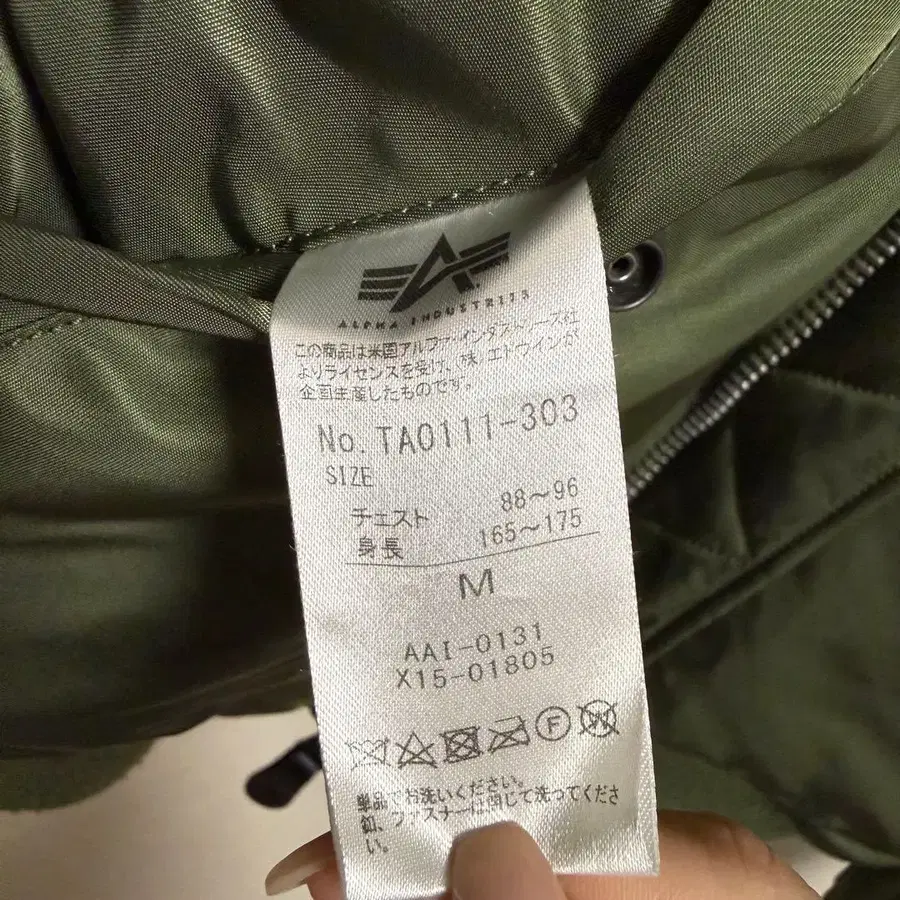 ALPHA INDUSTRIES
この商品は米国アルファ・インダストリーズ社
よりライセンスを受け、(株)エドウインが
企画生産したものです。
No. TA0111-303
SIZE
チェスト 88～96
身長 165～175
M
AAI-0131
X15-01805
F
W
単品でお洗いください。
尚、ファスナーは閉じて洗ってくださ
い。